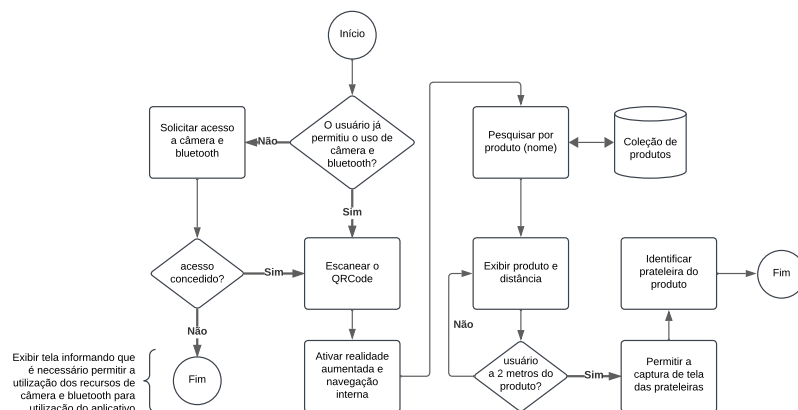 Início
O usuário já
permitiu o uso de
câmera e
bluetooth?
Não
Solicitar acesso
a câmera e
bluetooth
Sim
acesso
concedido?
Sim
Escanear o
QRCode
Não
Fim
Exibir tela informando que
é necessário permitir a
utilização dos recursos de
câmera e bluetooth para
utilização do aplicativo
Ativar realidade
aumentada e
navegação
interna
Pesquisar por
produto (nome)
Coleção de
produtos
Exibir produto e
distância
Não
usuário
a 2 metros do
produto?
Sim
Permitir a
captura de tela
das prateleiras
Identificar
prateleira do
produto
Fim